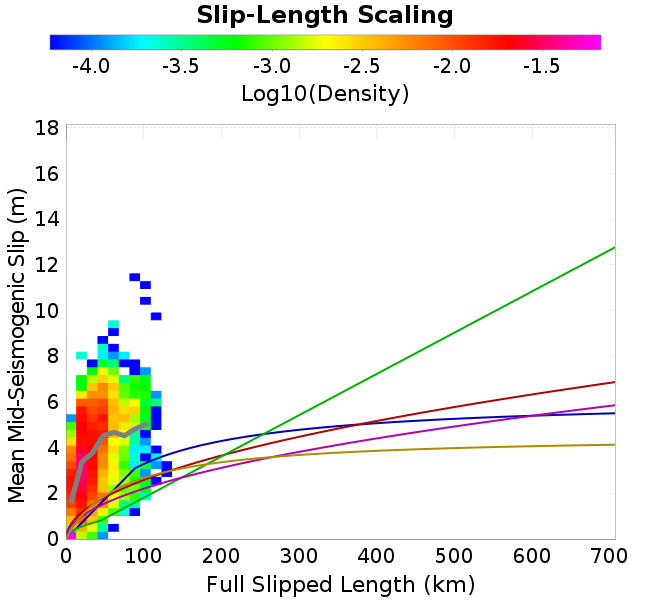 Slip-Length Scaling
-4.0 -3.5 -3.0 -2.5 -2.0 -1.5
Log10(Density)
18
16
14
12
10
8
6
4
2
0
Mean Mid-Seismogenic Slip (m)
0 100 200 300 400 500 600 700
Full Slipped Length (km)